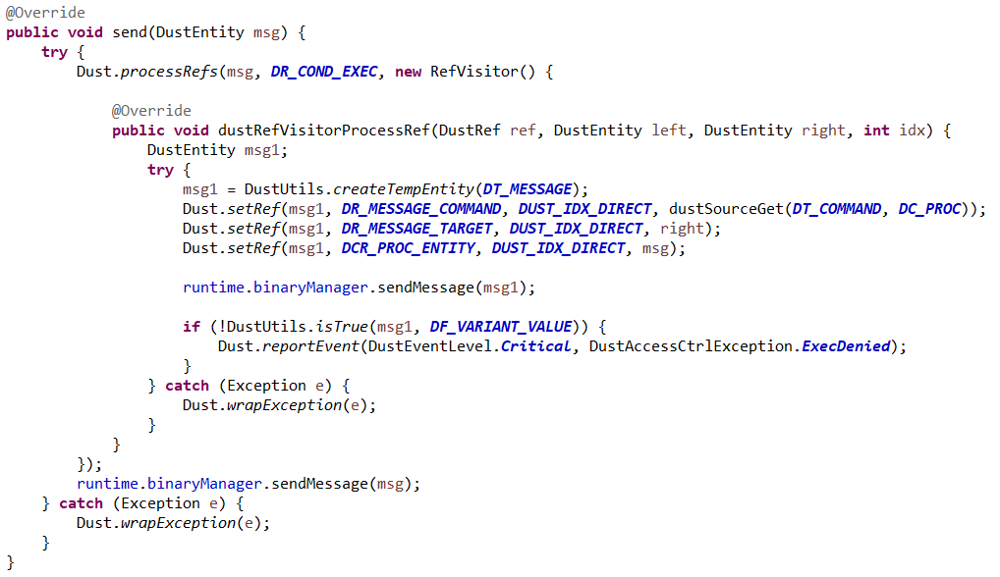 @Override
public void send(DustEntity msg) {
    try {
        Dust.processRefs(msg, DR_COND_EXEC, new RefVisitor() {

            @Override
            public void dustRefVisitorProcessRef(DustRef ref, DustEntity left, DustEntity right, int idx) {
                DustEntity msg1;
                try {
                    msg1 = DustUtils.createTempEntity(DT_MESSAGE);
                    Dust.setRef(msg1, DR_MESSAGE_COMMAND, DUST_IDX_DIRECT, dustSourceGet(DT_COMMAND, DC_PROC));
                    Dust.setRef(msg1, DR_MESSAGE_TARGET, DUST_IDX_DIRECT, right);
                    Dust.setRef(msg1, DCR_PROC_ENTITY, DUST_IDX_DIRECT, msg);

                    runtime.binaryManager.sendMessage(msg1);

                    if (!DustUtils.isTrue(msg1, DF_VARIANT_VALUE)) {
                        Dust.reportEvent(DustEventLevel.Critical, DustAccessCtrlException.ExecDenied);
                    }
                } catch (Exception e) {
                    Dust.wrapException(e);
                }
            }
        });
        runtime.binaryManager.sendMessage(msg);
    } catch (Exception e) {
        Dust.wrapException(e);
    }
}